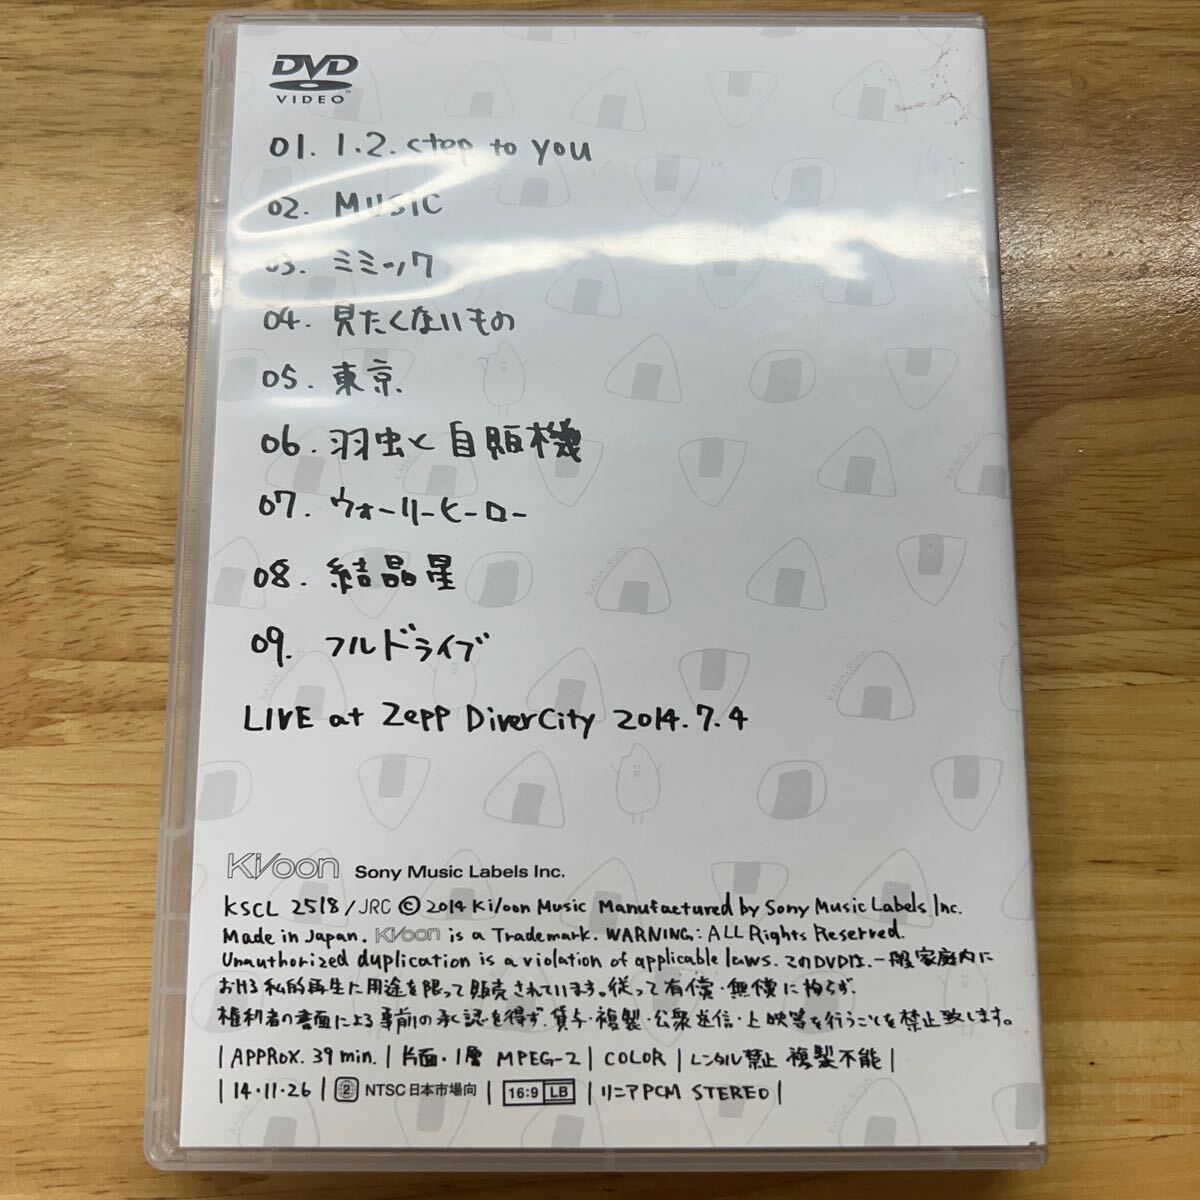 DVD
VIDEO™
01. 1.2. step to you
02. MUSIC
03. ミミック
04. 見たくないもの
05. 東京
06. 羽虫と自販機
07. ウォーリーヒーロー
08. 結晶星
09. フルドライブ
LIVE at Zepp DiverCity 2014.7.4
Ki/oon Sony Music Labels Inc.
KSCL 2518/JRC © 2014 Ki/oon Music Manufactured by Sony Music Labels Inc.
Made in Japan. Ki/oon is a Trademark. WARNING: ALL Rights Reserved.
Unauthorized duplication is a violation of applicable laws. このDVDは、一般家庭内に
おける私的再生に用途を限って販売されています。従って有償・無償に拘らず、
権利者の書面による事前の承認を得ず、貸与・複製・公衆送信・上映等を行うことを禁止致します。
| APPROX. 39 min. | 片面・1層 MPEG-2 | COLOR | レンタル禁止 複製不能 |
| 14・11・26 | 2 NTSC日本市場向 | 16:9 LB | リニアPCM STEREO |